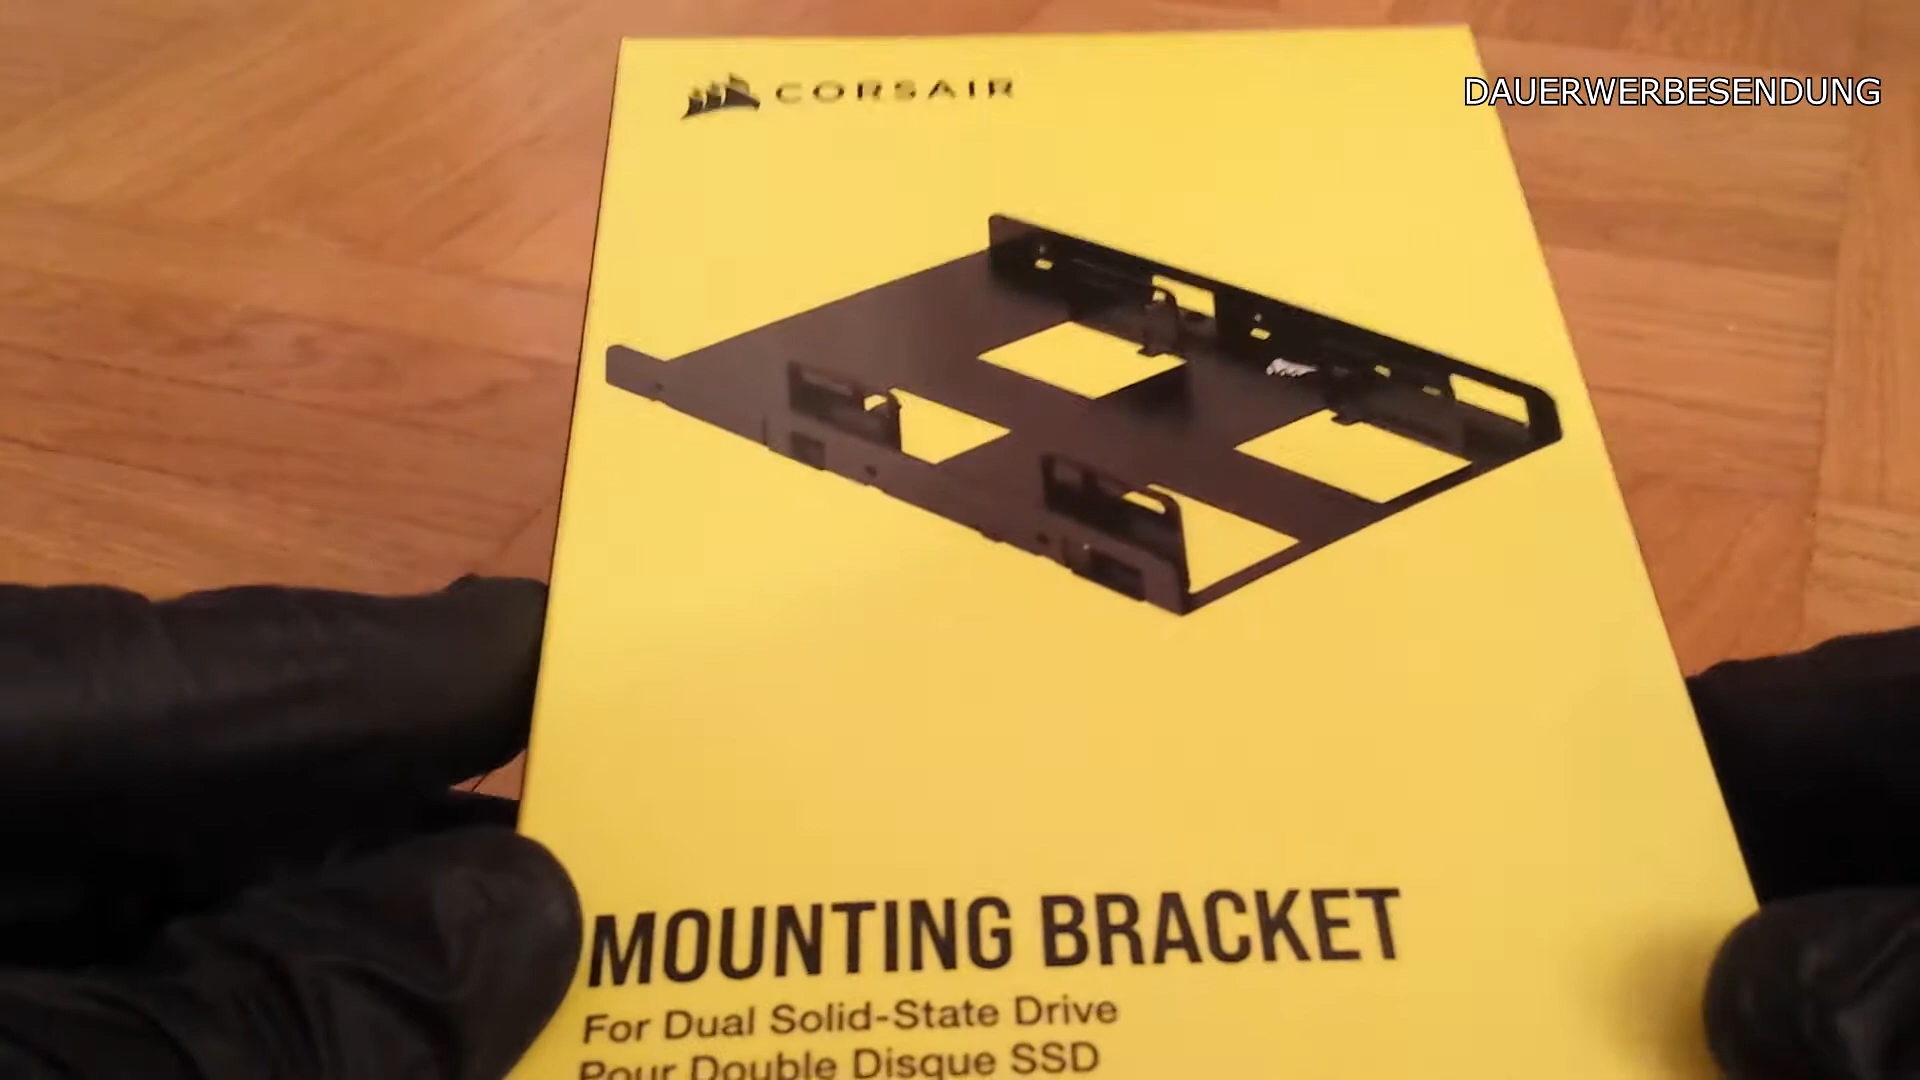 CORSAIR
DAUERWERBESENDUNG
MOUNTING BRACKET
For Dual Solid-State Drive
Pour Double Disque SSD